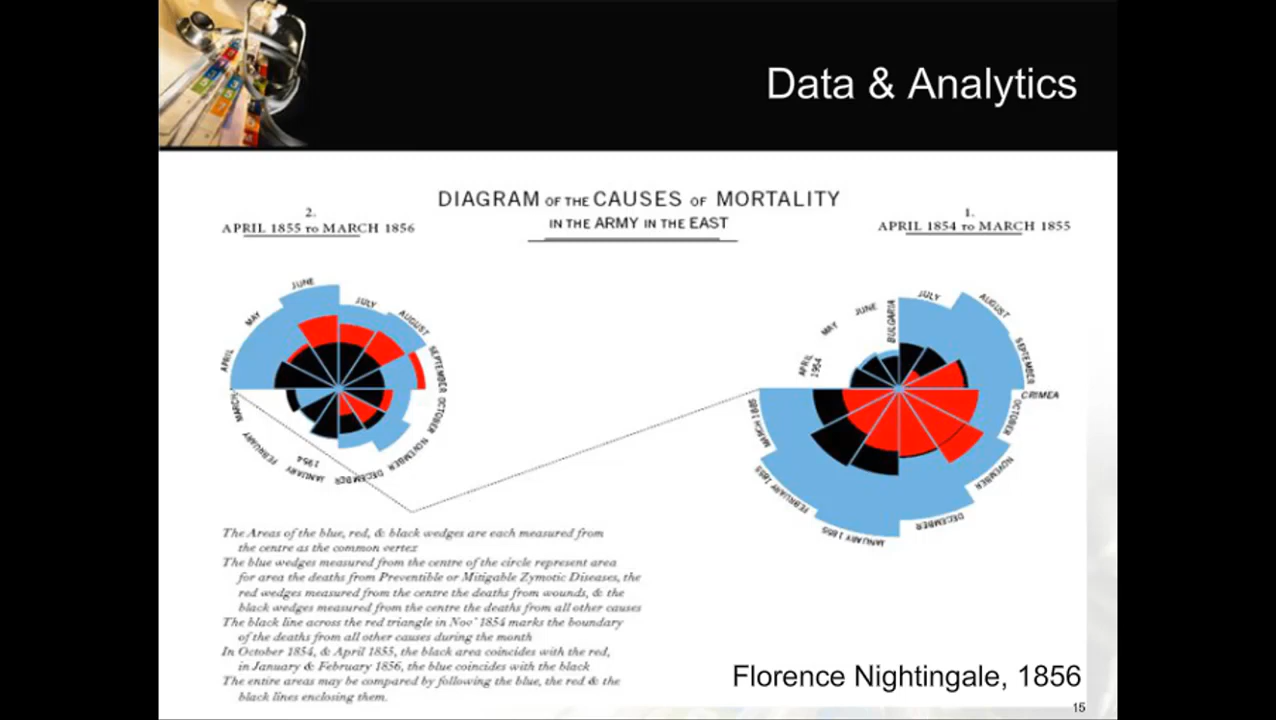 Data & Analytics
DIAGRAM OF THE CAUSES OF MORTALITY
IN THE ARMY IN THE EAST
2.
APRIL 1855 TO MARCH 1856
1.
APRIL 1854 TO MARCH 1855
APRIL
MAY
JUNE
JULY
AUGUST
SEPTEMBER
OCTOBER
NOVEMBER
DECEMBER
JANUARY
1954
FEBRUARY
MARCH
APRIL
1954
MAY
JUNE
BULGARIA
JULY
AUGUST
SEPTEMBER
CRIMEA
OCTOBER
NOVEMBER
DECEMBER
JANUARY 1855
FEBRUARY 1855
The Areas of the blue, red, & black wedges are each measured from
the centre as the common vertex
The blue wedges measured from the centre of the circle represent area
for area the deaths from Preventible or Mitigable Zymotic Diseases, the
red wedges measured from the centre the deaths from wounds, & the
black wedges measured from the centre the deaths from all other causes
The black line across the red triangle in Nov' 1854 marks the boundary
of the deaths from all other causes during the month
In October 1854, & April 1855, the black area coincides with the red,
in January & February 1856, the blue coincides with the black
The entire areas may be compared by following the blue, the red & the
black lines enclosing them.
Florence Nightingale, 1856
15